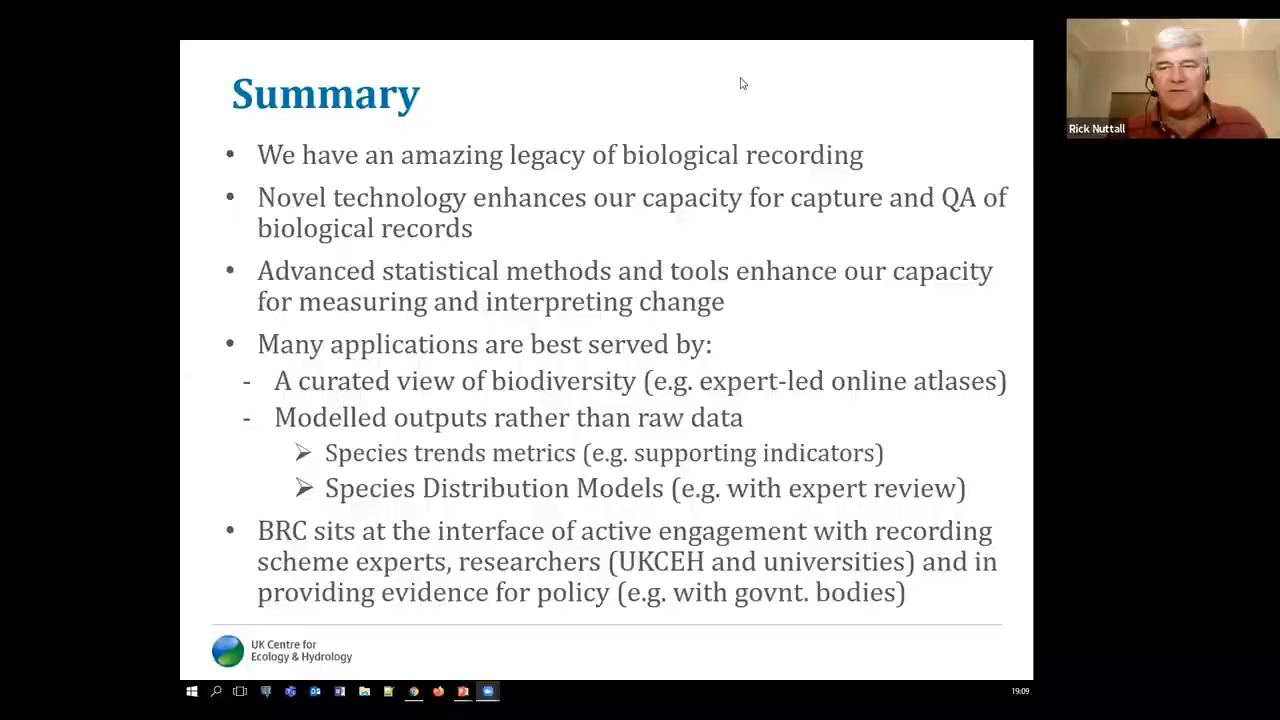 Summary
• We have an amazing legacy of biological recording
• Novel technology enhances our capacity for capture and QA of
biological records
• Advanced statistical methods and tools enhance our capacity
for measuring and interpreting change
• Many applications are best served by:
- A curated view of biodiversity (e.g. expert-led online atlases)
- Modelled outputs rather than raw data
➢ Species trends metrics (e.g. supporting indicators)
➢ Species Distribution Models (e.g. with expert review)
• BRC sits at the interface of active engagement with recording
scheme experts, researchers (UKCEH and universities) and in
providing evidence for policy (e.g. with govnt. bodies)
UK Centre for
Ecology & Hydrology
Rick Nuttall
19:09